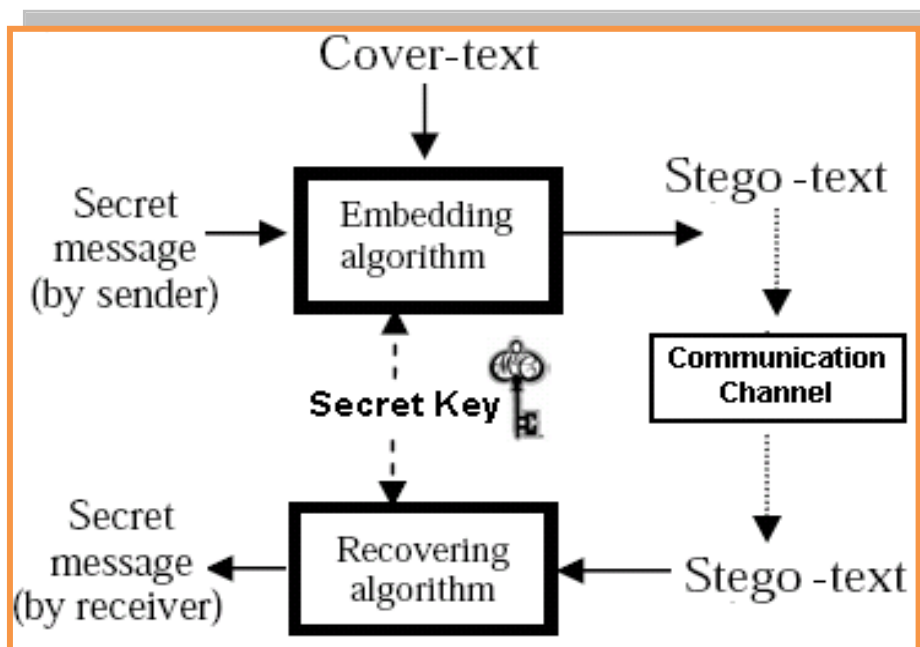 Cover-text
Secret
message
(by sender)
Embedding
algorithm
Stego -text
Communication
Channel
Secret Key
Secret
message
(by receiver)
Recovering
algorithm
Stego -text